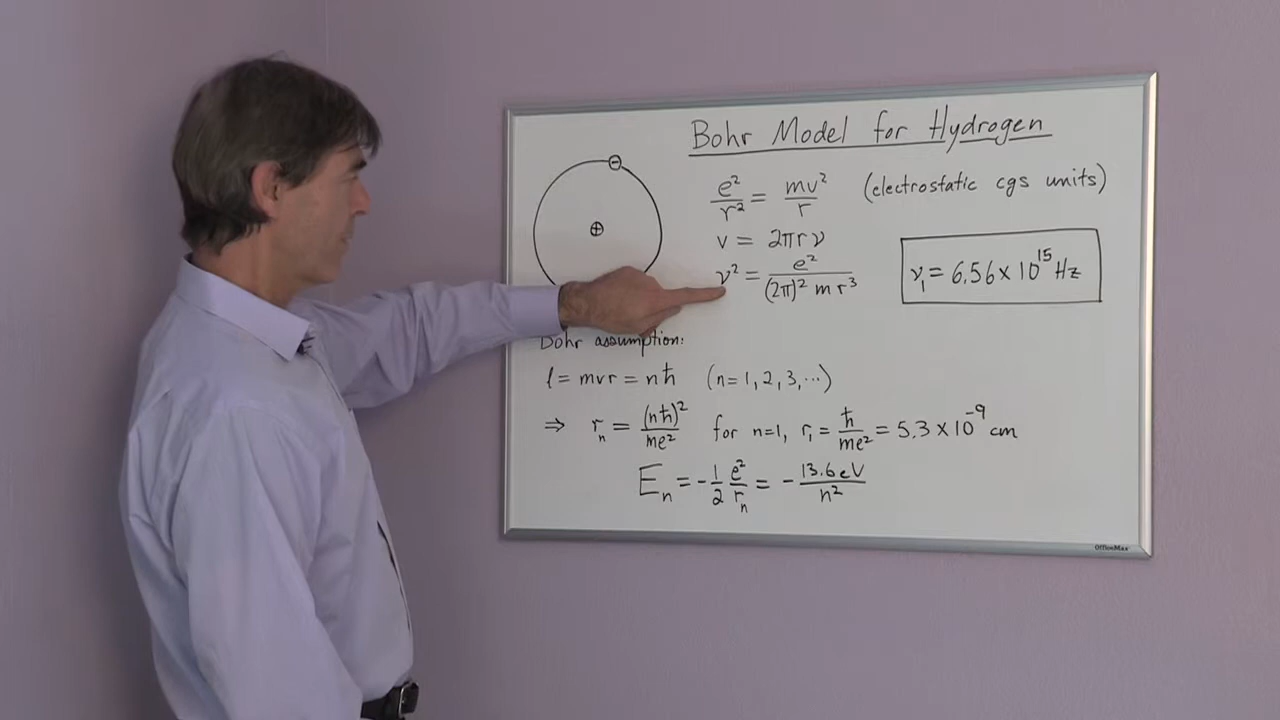 Bohr Model for Hydrogen
e²/r² = mv²/r (electrostatic cgs units)
v = 2πrν
ν² = e²/((2π)² m r³)
ν₁ = 6.56 x 10¹⁵ Hz
Bohr assumption:
l = mvr = nħ (n=1, 2, 3, ...)
⇒ rₙ = (nħ)²/me² for n=1, r₁ = ħ/me² = 5.3 x 10⁻⁹ cm
Eₙ = -1/2 e²/rₙ = -13.6 eV/n²
OfficeMax